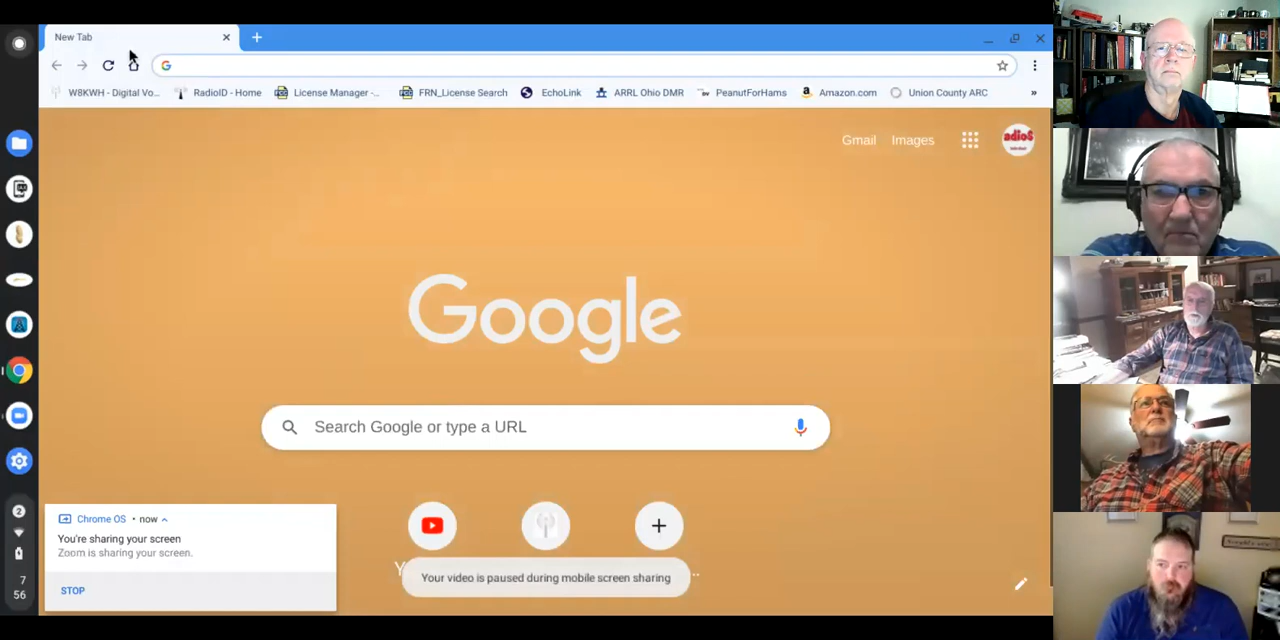 New Tab
W8KWH - Digital Vo...
RadioID - Home
License Manager -...
FRN_License Search
EchoLink
ARRL Ohio DMR
PeanutForHams
Amazon.com
Union County ARC
»
Gmail
Images
adios
Google
Search Google or type a URL
Chrome OS • now
You're sharing your screen
Zoom is sharing your screen.
STOP
Y
Your video is paused during mobile screen sharing
2
7
56